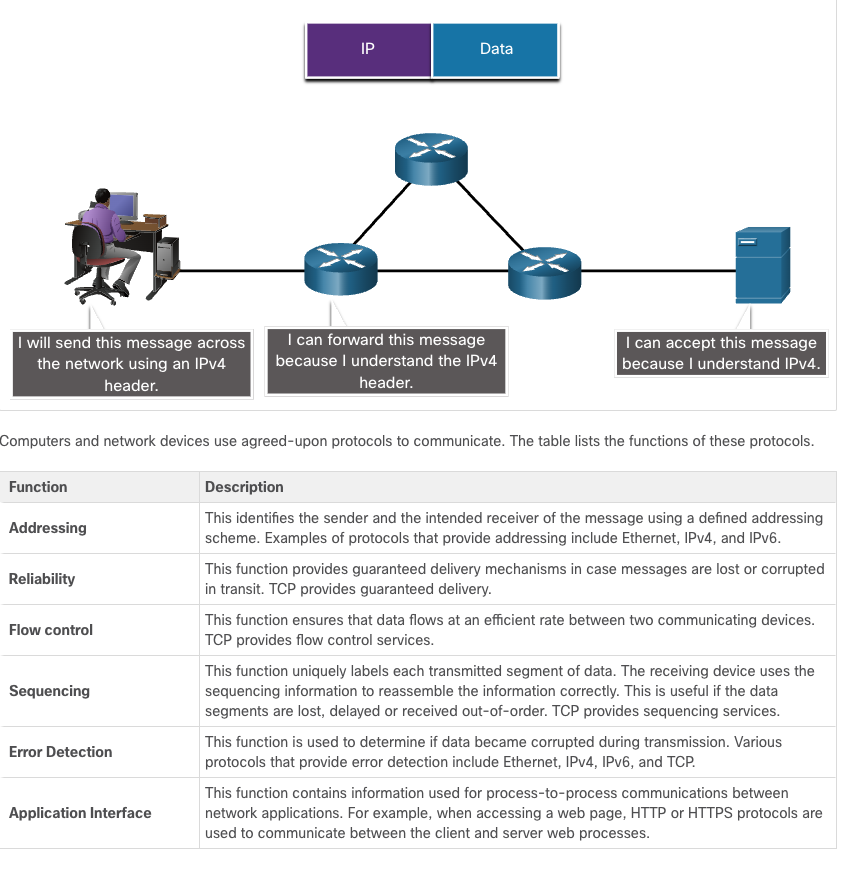 IP
Data
I will send this message across
the network using an IPv4
header.
I can forward this message
because I understand the IPv4
header.
I can accept this message
because I understand IPv4.
Computers and network devices use agreed-upon protocols to communicate. The table lists the functions of these protocols.
Function
Description
Addressing
This identifies the sender and the intended receiver of the message using a defined addressing
scheme. Examples of protocols that provide addressing include Ethernet, IPv4, and IPv6.
Reliability
This function provides guaranteed delivery mechanisms in case messages are lost or corrupted
in transit. TCP provides guaranteed delivery.
Flow control
This function ensures that data flows at an efficient rate between two communicating devices.
TCP provides flow control services.
Sequencing
This function uniquely labels each transmitted segment of data. The receiving device uses the
sequencing information to reassemble the information correctly. This is useful if the data
segments are lost, delayed or received out-of-order. TCP provides sequencing services.
Error Detection
This function is used to determine if data became corrupted during transmission. Various
protocols that provide error detection include Ethernet, IPv4, IPv6, and TCP.
Application Interface
This function contains information used for process-to-process communications between
network applications. For example, when accessing a web page, HTTP or HTTPS protocols are
used to communicate between the client and server web processes.